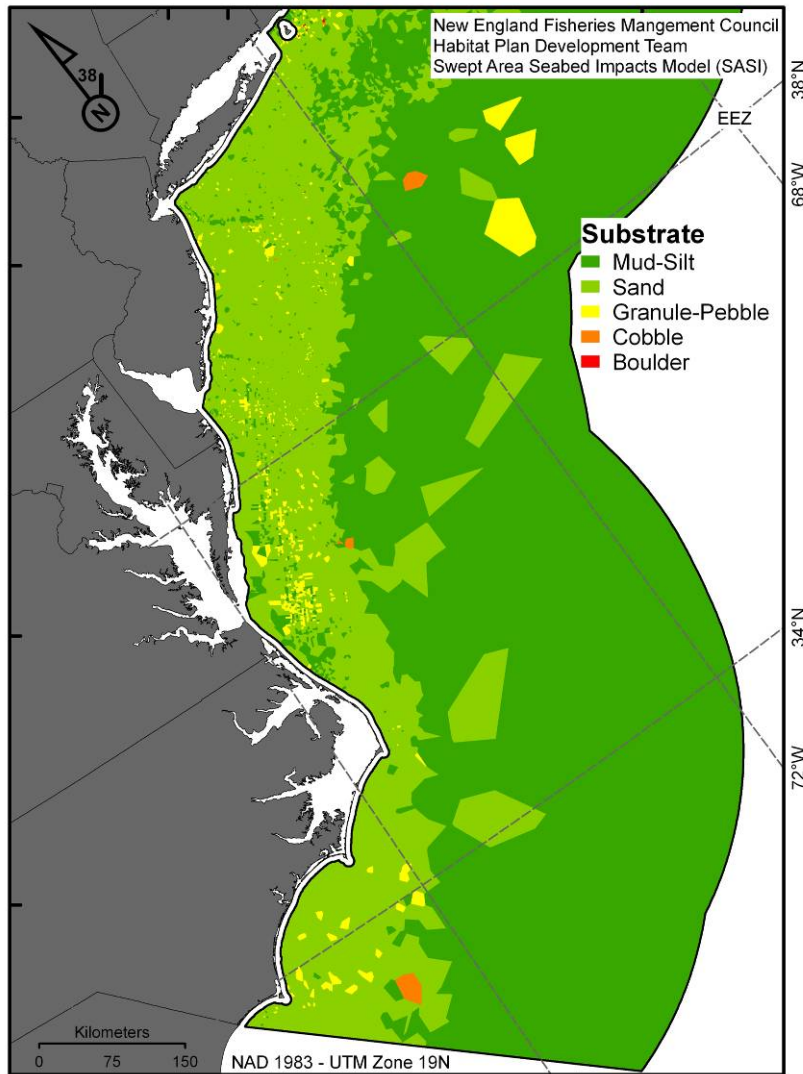 New England Fisheries Mangement Council
Habitat Plan Development Team
Swept Area Seabed Impacts Model (SASI)
38
N
38°N
EEZ
68°W
Substrate
Mud-Silt
Sand
Granule-Pebble
Cobble
Boulder
34°N
72°W
Kilometers
0 75 150
NAD 1983 - UTM Zone 19N